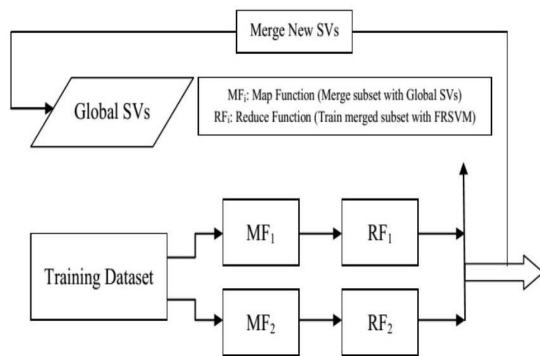 Merge New SVs
Global SVs
MFᵢ: Map Function (Merge subset with Global SVs)
RFᵢ: Reduce Function (Train merged subset with FRSVM)
Training Dataset
MF₁
RF₁
MF₂
RF₂